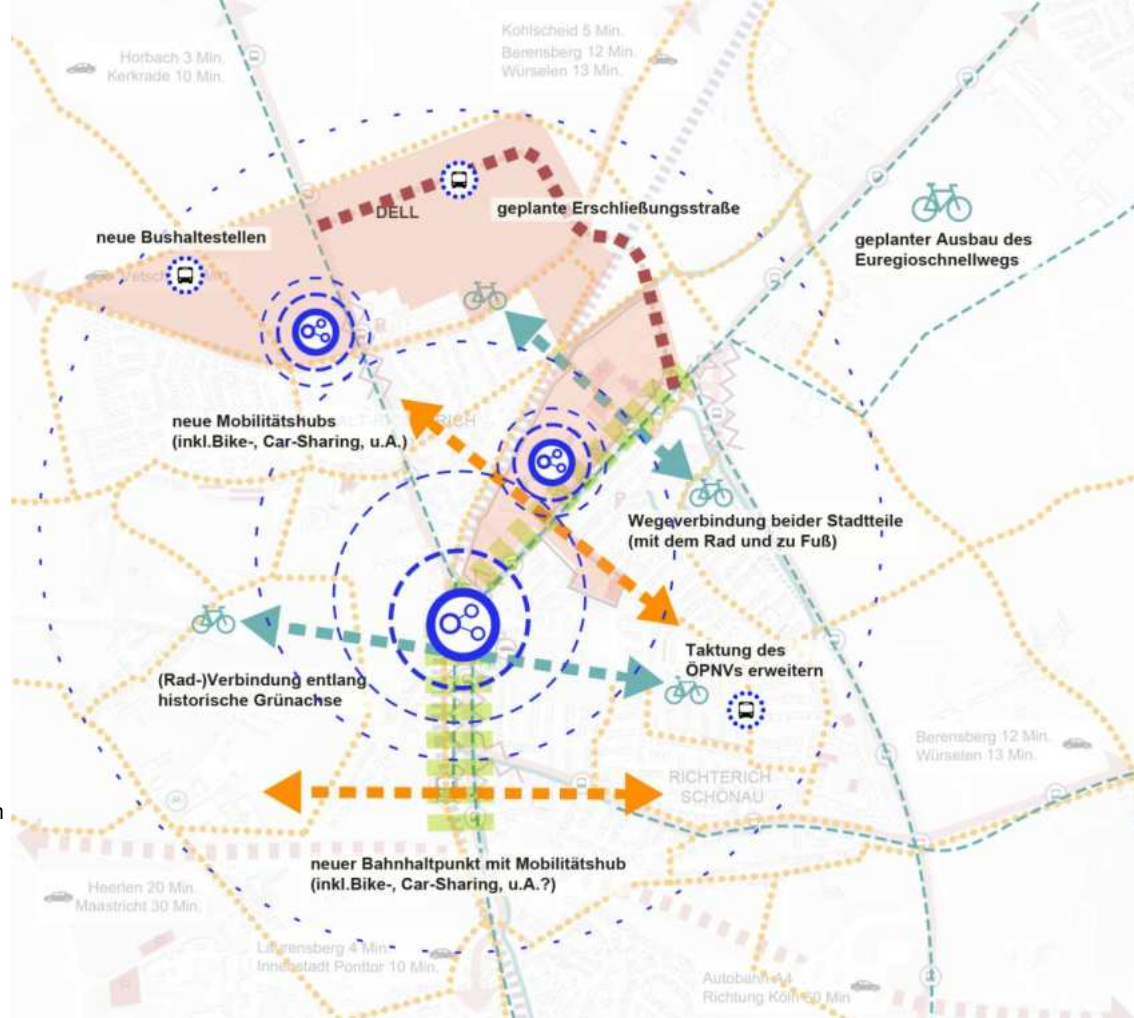 Kohlscheid 5 Min.
Berensberg 12 Min.
Würselen 13 Min.
Horbach 3 Min.
Kerkrade 10 Min.
DELL
geplante Erschließungsstraße
neue Bushaltestellen
geplanter Ausbau des
Euregioschnellwegs
neue Mobilitätshubs
(inkl.Bike-, Car-Sharing, u.A.)
Wegeverbindung beider Stadtteile
(mit dem Rad und zu Fuß)
Taktung des
ÖPNVs erweitern
(Rad-)Verbindung entlang
historische Grünachse
Berensberg 12 Min.
Würselen 13 Min.
RICHTERICH
SCHÖNAU
neuer Bahnhaltpunkt mit Mobilitätshub
(inkl.Bike-, Car-Sharing, u.A.?)
Heerlen 20 Min.
Maastricht 30 Min.
Laurensberg 4 Min.
Innenstadt Ponttor 10 Min.
Autobahn A4
Richtung Köln 60 Min